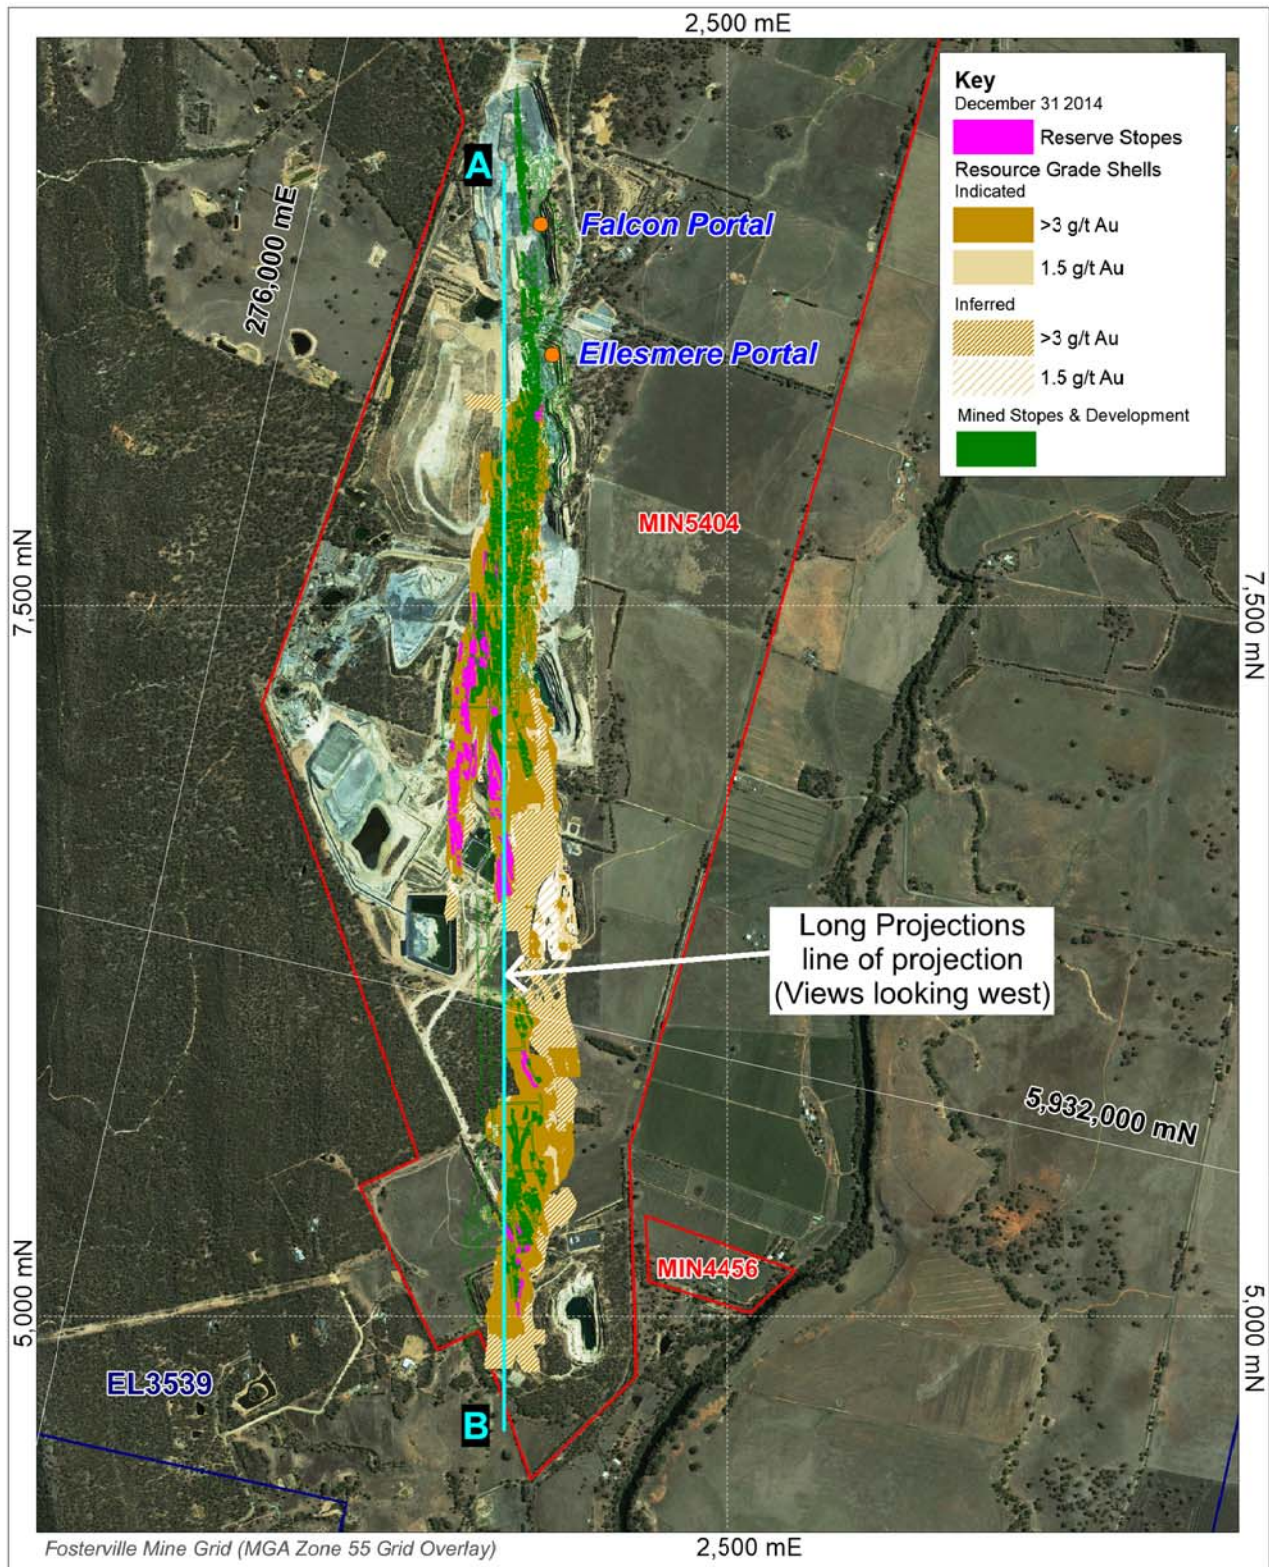 2,500 mE
Key
December 31 2014
Reserve Stopes
Resource Grade Shells
Indicated
>3 g/t Au
1.5 g/t Au
Inferred
>3 g/t Au
1.5 g/t Au
Mined Stopes & Development
A
276,000 mE
Falcon Portal
Ellesmere Portal
MIN5404
7,500 mN
7,500 mN
Long Projections
line of projection
(Views looking west)
5,932,000 mN
MIN4456
5,000 mN
5,000 mN
EL3539
B
Fosterville Mine Grid (MGA Zone 55 Grid Overlay)
2,500 mE